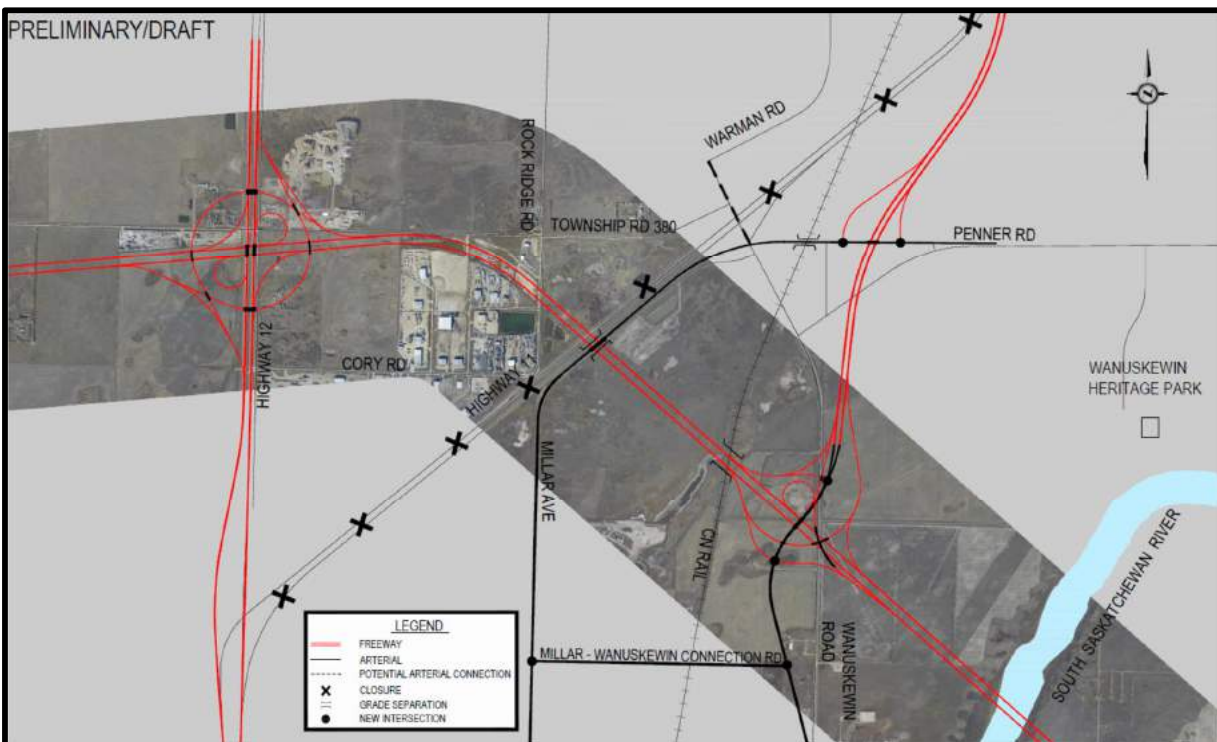 PRELIMINARY/DRAFT
ROCK RIDGE RD
WARMAN RD
TOWNSHIP RD 380
PENNER RD
WANUSKEWIN
HERITAGE PARK
HIGHWAY 12
CORY RD
HIGHWAY 11
MILLAR AVE
CN RAIL
WANUSKEWIN
ROAD
SOUTH SASKATCHEWAN RIVER
MILLAR - WANUSKEWIN CONNECTION RD
LEGEND
FREEWAY
ARTERIAL
POTENTIAL ARTERIAL CONNECTION
CLOSURE
GRADE SEPARATION
NEW INTERSECTION